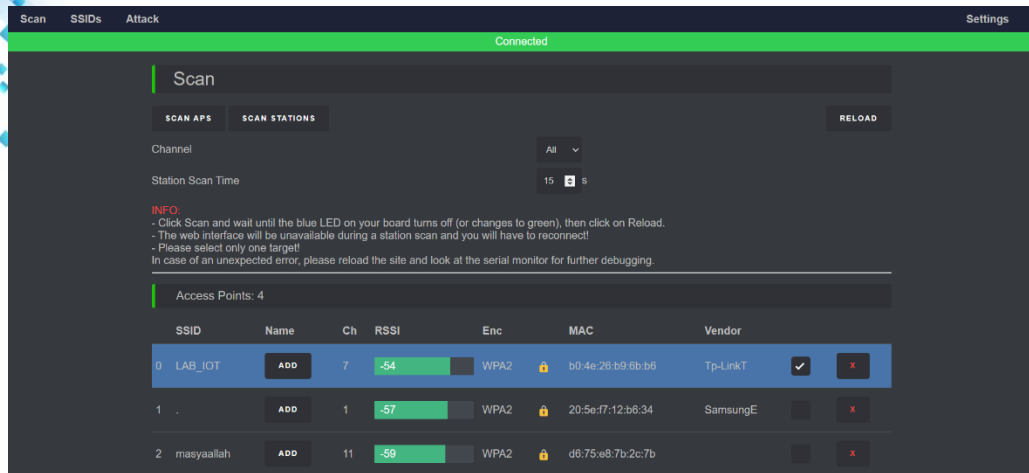 Scan SSIDs Attack Settings
Connected
Scan
SCAN APS SCAN STATIONS RELOAD
Channel All
Station Scan Time 15 s
INFO:
- Click Scan and wait until the blue LED on your board turns off (or changes to green), then click on Reload.
- The web interface will be unavailable during a station scan and you will have to reconnect!
- Please select only one target!
In case of an unexpected error, please reload the site and look at the serial monitor for further debugging.
Access Points: 4
SSID Name Ch RSSI Enc MAC Vendor
0 LAB_IOT ADD 7 -54 WPA2 b0:4e:26:b9:6b:b6 Tp-LinkT X
1 . ADD 1 -57 WPA2 20:5e:f7:12:b6:34 SamsungE X
2 masyaallah ADD 11 -59 WPA2 d6:75:e8:7b:2c:7b X